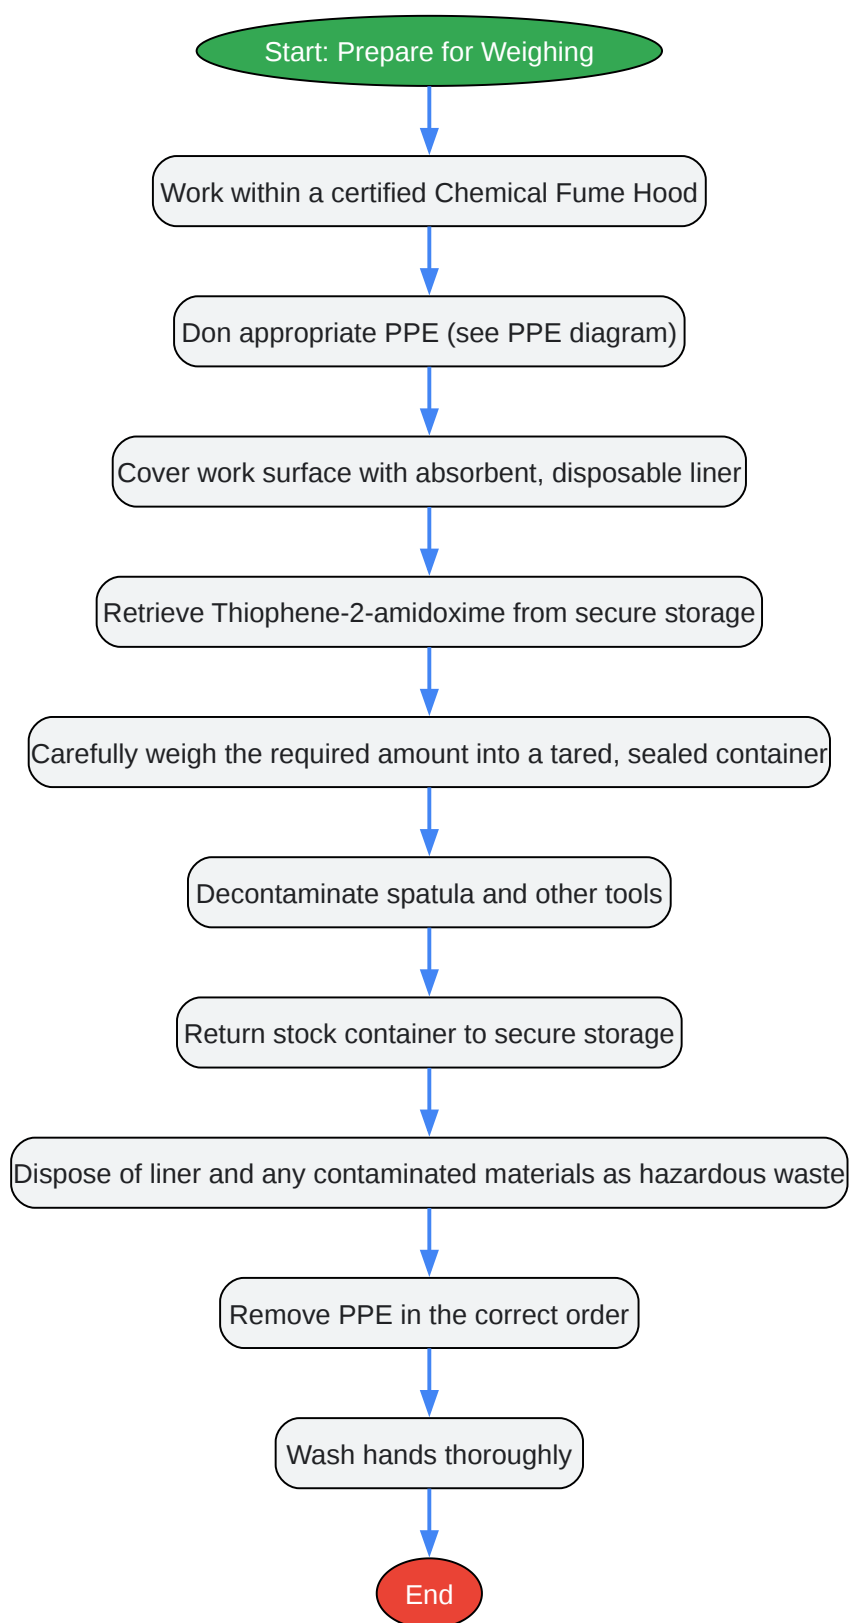 Start: Prepare for Weighing
Work within a certified Chemical Fume Hood
Don appropriate PPE (see PPE diagram)
Cover work surface with absorbent, disposable liner
Retrieve Thiophene-2-amidoxime from secure storage
Carefully weigh the required amount into a tared, sealed container
Decontaminate spatula and other tools
Return stock container to secure storage
Dispose of liner and any contaminated materials as hazardous waste
Remove PPE in the correct order
Wash hands thoroughly
End